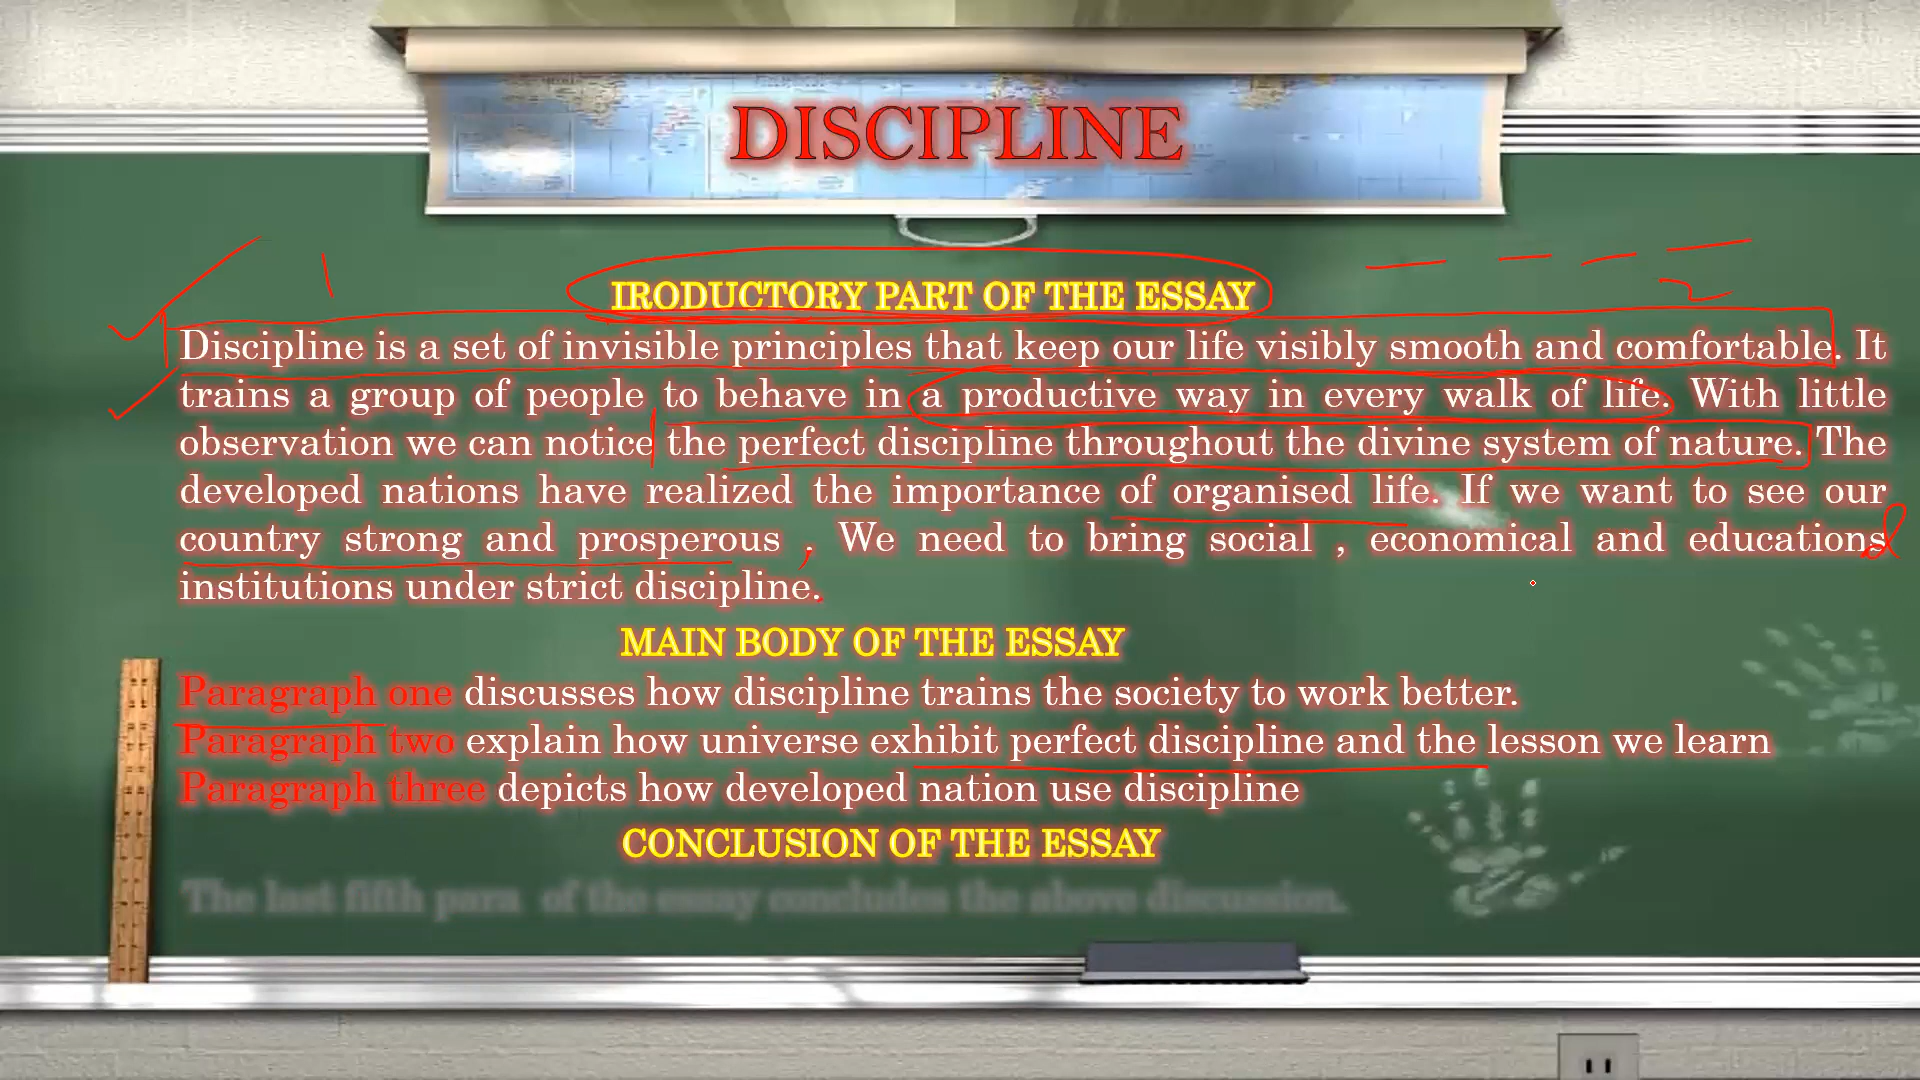 DISCIPLINE
IRODUCTORY PART OF THE ESSAY
Discipline is a set of invisible principles that keep our life visibly smooth and comfortable. It
trains a group of people to behave in a productive way in every walk of life. With little
observation we can notice the perfect discipline throughout the divine system of nature. The
developed nations have realized the importance of organised life. If we want to see our
country strong and prosperous , We need to bring social , economical and educations
institutions under strict discipline.
MAIN BODY OF THE ESSAY
Paragraph one discusses how discipline trains the society to work better.
Paragraph two explain how universe exhibit perfect discipline and the lesson we learn
Paragraph three depicts how developed nation use discipline
CONCLUSION OF THE ESSAY
The last fifth para of the essay concludes the above discussion.